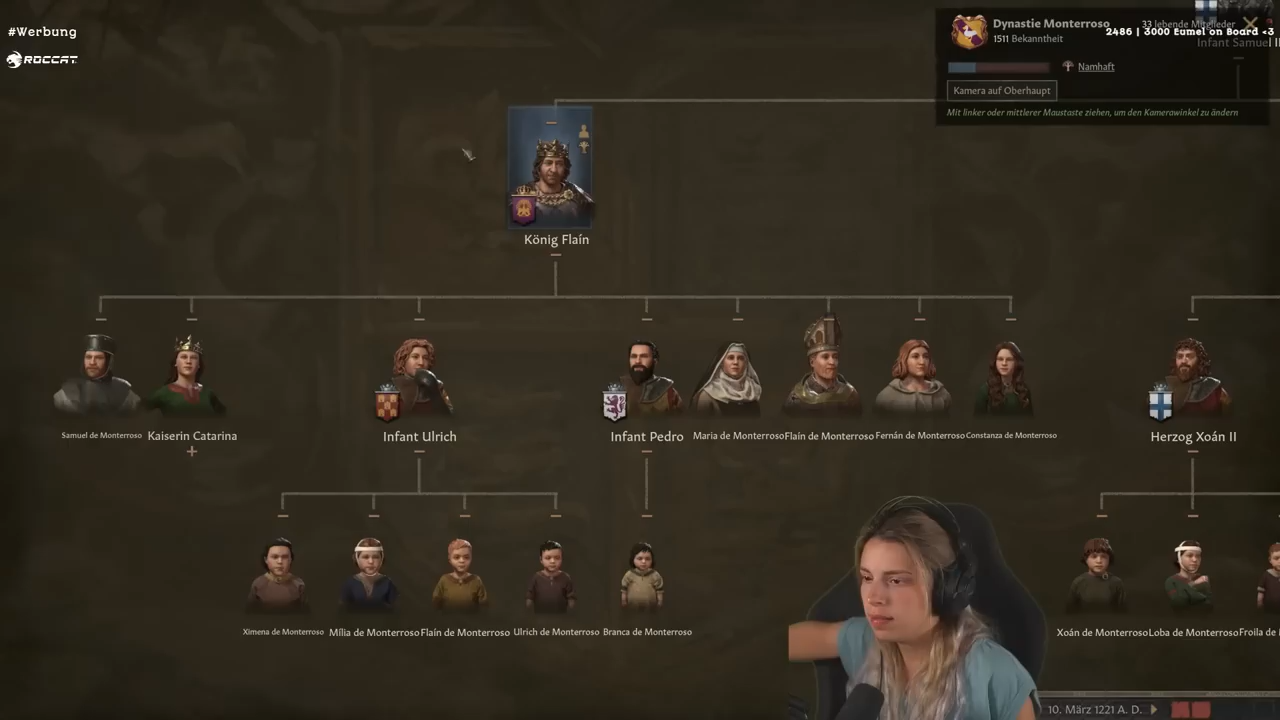 #Werbung
ROCCAT
Dynastie Monterroso
33 lebende Mitglieder
1511 Bekanntheit
2486 | 3000 Eumel on Board <3
Infant Samuel II
Namhaft
Kamera auf Oberhaupt
Mit linker oder mittlerer Maustaste ziehen, um den Kamerawinkel zu ändern
König Flaín
Samuel de Monterroso
Kaiserin Catarina
Infant Ulrich
Infant Pedro
Maria de Monterroso
Flaín de Monterroso
Fernán de Monterroso
Constanza de Monterroso
Herzog Xoán II
Ximena de Monterroso
Mília de Monterroso
Flaín de Monterroso
Ulrich de Monterroso
Branca de Monterroso
Xoán de Monterroso
Loba de Monterroso
Froila de
10. März 1221 A. D.